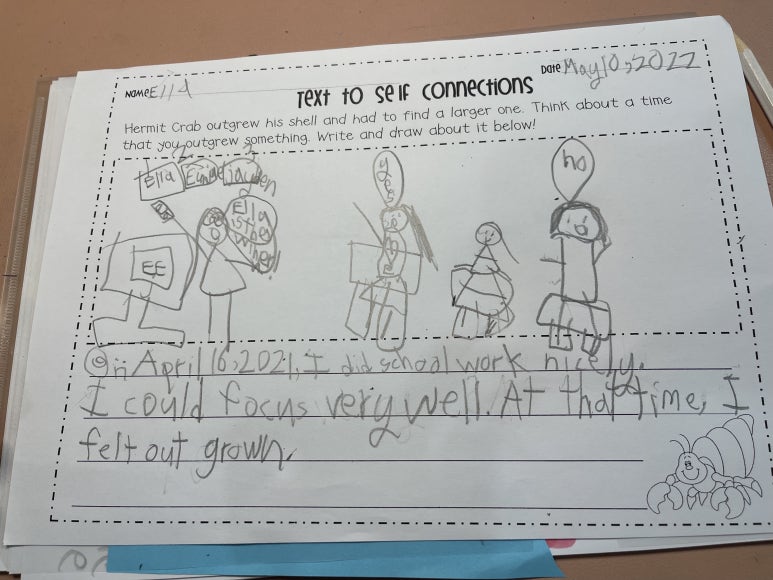 Name Ella
Date May 10, 2022
Text to Self Connections
Hermit Crab outgrew his shell and had to find a larger one. Think about a time
that you outgrew something. Write and draw about it below!
Ella
Jayden
Ella
is the
yes
no
EE
On April 16, 2021, I did school work nicely.
I could focus very well. At that time, I
felt out grown.